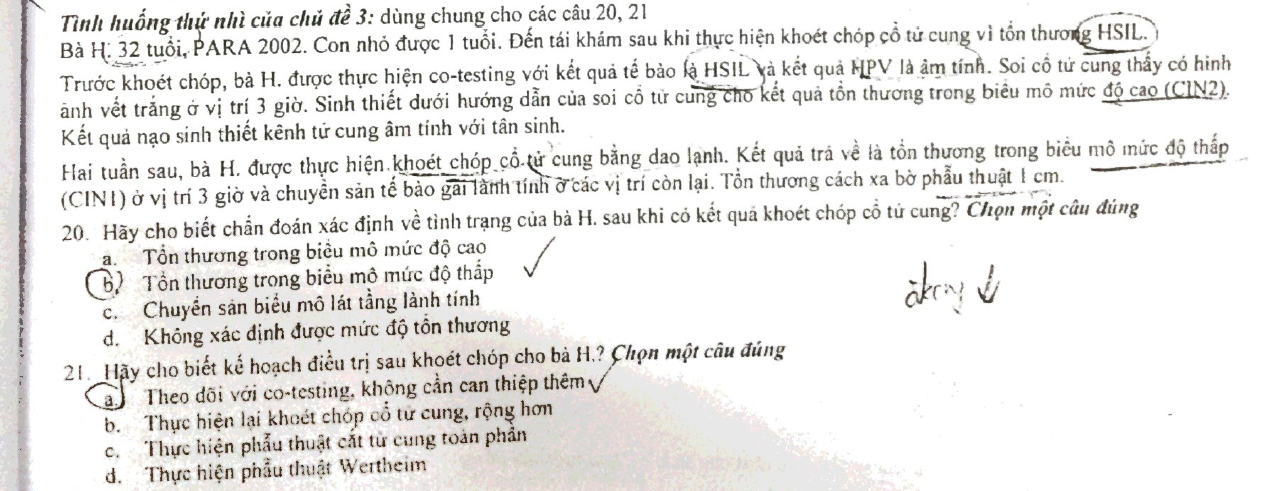 Tình huống thứ nhì của chủ đề 3: dùng chung cho các câu 20, 21
Bà H. 32 tuổi, PARA 2002. Con nhỏ được 1 tuổi. Đến tái khám sau khi thực hiện khoét chóp cổ tử cung vì tổn thương HSIL.
Trước khoét chóp, bà H. được thực hiện co-testing với kết quả tế bào là HSIL và kết quả HPV là âm tính. Soi cổ tử cung thấy có hình
ảnh vết trắng ở vị trí 3 giờ. Sinh thiết dưới hướng dẫn của soi cổ tử cung cho kết quả tổn thương trong biểu mô mức độ cao (CIN2).
Kết quả nạo sinh thiết kênh tử cung âm tính với tân sinh.
Hai tuần sau, bà H. được thực hiện khoét chóp cổ tử cung bằng dao lạnh. Kết quả trả về là tổn thương trong biểu mô mức độ thấp
(CIN1) ở vị trí 3 giờ và chuyển sản tế bào gai lành tính ở các vị trí còn lại. Tổn thương cách xa bờ phẫu thuật 1 cm.
20. Hãy cho biết chẩn đoán xác định về tình trạng của bà H. sau khi có kết quả khoét chóp cổ tử cung? Chọn một câu đúng
a. Tổn thương trong biểu mô mức độ cao
b. Tổn thương trong biểu mô mức độ thấp
c. Chuyển sản biểu mô lát tầng lành tính
d. Không xác định được mức độ tổn thương
21. Hãy cho biết kế hoạch điều trị sau khoét chóp cho bà H.? Chọn một câu đúng
a. Theo dõi với co-testing, không cần can thiệp thêm
b. Thực hiện lại khoét chóp cổ tử cung, rộng hơn
c. Thực hiện phẫu thuật cắt tử cung toàn phần
d. Thực hiện phẫu thuật Wertheim